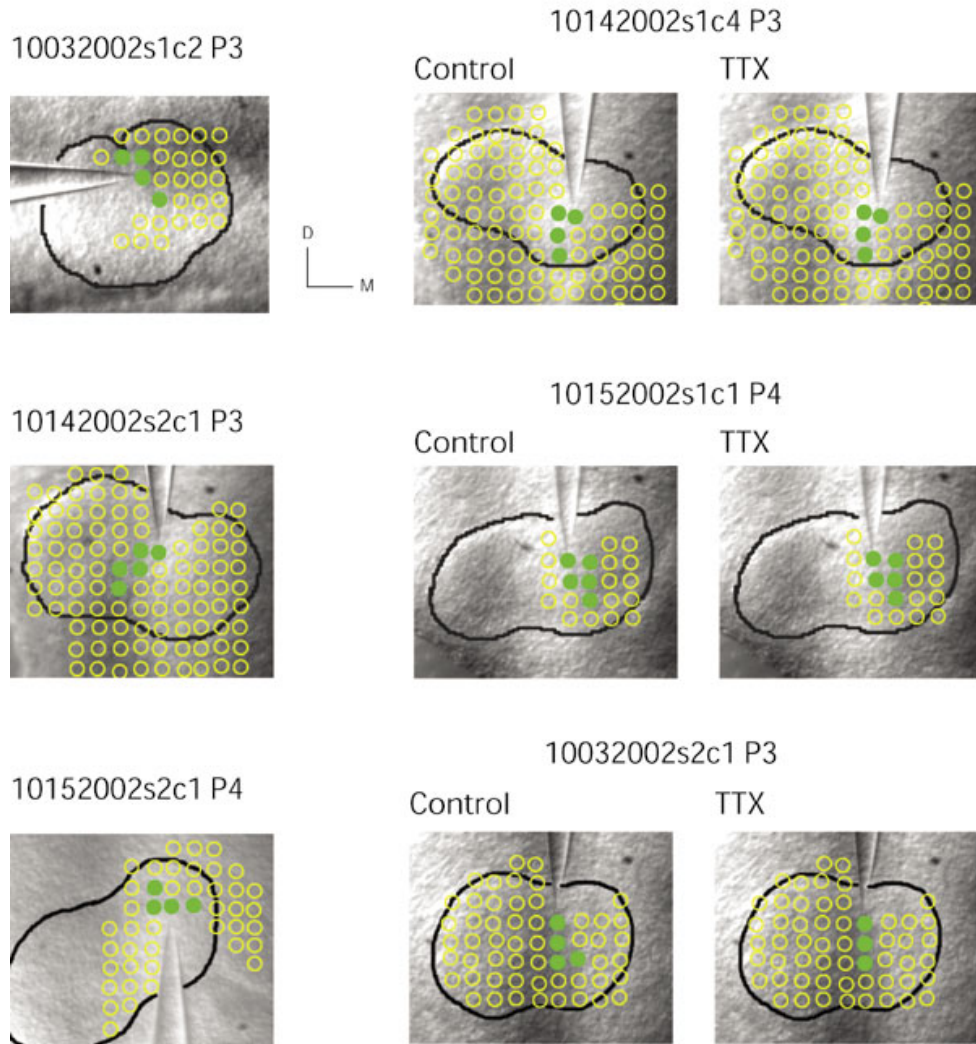 10032002s1c2 P3
10142002s1c4 P3
Control TTX
D
M
10142002s2c1 P3
10152002s1c1 P4
Control TTX
10152002s2c1 P4
10032002s2c1 P3
Control TTX